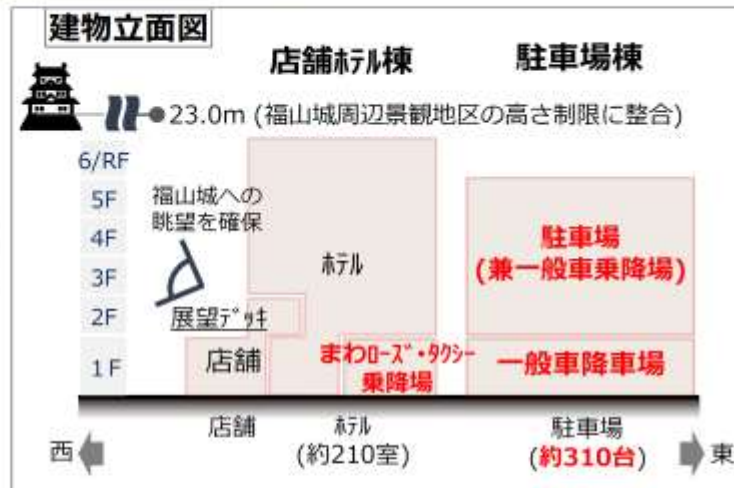 建物立面図
店舗ﾎﾃﾙ棟
駐車場棟
23.0m (福山城周辺景観地区の高さ制限に整合)
6/RF
5F
4F
3F
2F
1F
福山城への
眺望を確保
展望ﾃﾞｯｷ
ﾎﾃﾙ
店舗
まわﾛｰｽﾞ・ﾀｸｼｰ
乗降場
駐車場
(兼一般車乗降場)
一般車降車場
店舗
ﾎﾃﾙ
(約210室)
駐車場
(約310台)
西
東